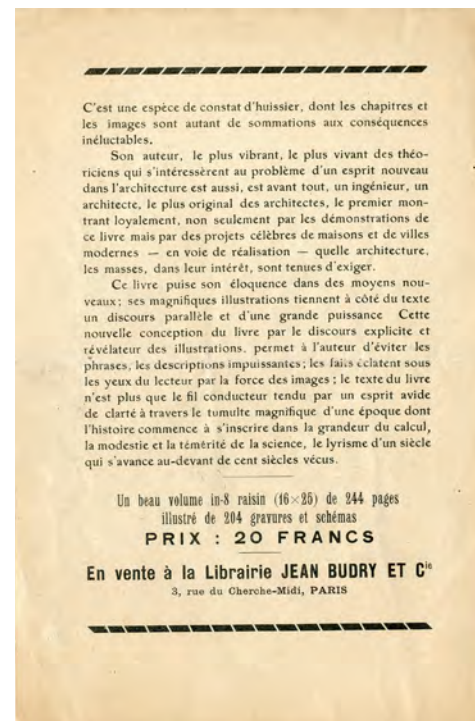 C'est une espèce de constat d'huissier, dont les chapitres et
les images sont autant de sommations aux conséquences
inéluctables.
Son auteur, le plus vibrant, le plus vivant des théo-
riciens qui s'intéressèrent au problème d'un esprit nouveau
dans l'architecture est aussi, est avant tout, un ingénieur, un
architecte, le plus original des architectes, le premier mon-
trant loyalement, non seulement par les démonstrations de
ce livre mais par des projets célèbres de maisons et de villes
modernes — en voie de réalisation — quelle architecture,
les masses, dans leur intérêt, sont tenues d'exiger.
Ce livre puise son éloquence dans des moyens nou-
veaux; ses magnifiques illustrations tiennent à côté du texte
un discours parallèle et d'une grande puissance Cette
nouvelle conception du livre par le discours explicite et
révélateur des illustrations, permet à l'auteur d'éviter les
phrases, les descriptions impuissantes; les faits éclatent sous
les yeux du lecteur par la force des images; le texte du livre
n'est plus que le fil conducteur tendu par un esprit avide
de clarté à travers le tumulte magnifique d'une époque dont
l'histoire commence à s'inscrire dans la grandeur du calcul,
la modestie et la témérité de la science, le lyrisme d'un siècle
qui s'avance au-devant de cent siècles vécus.
Un beau volume in-8 raisin (16×25) de 244 pages
illustré de 204 gravures et schémas
PRIX : 20 FRANCS
En vente à la Librairie JEAN BUDRY ET Cie
3, rue du Cherche-Midi, PARIS